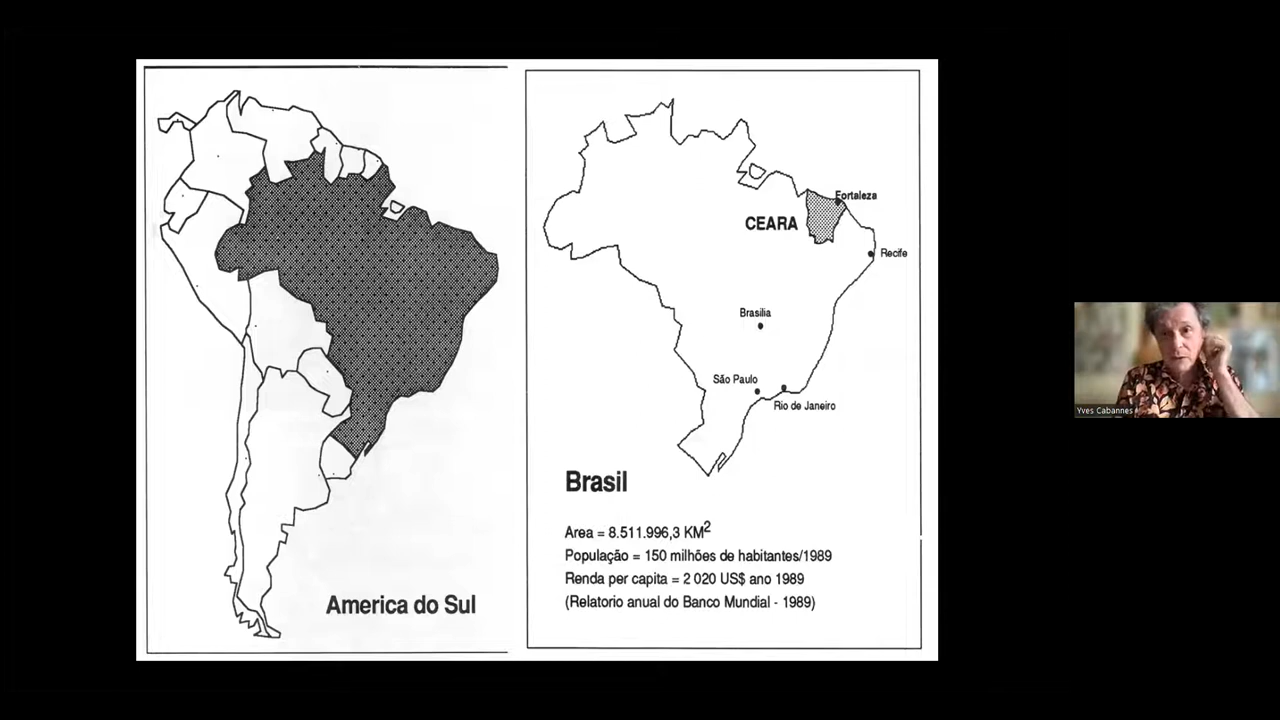 America do Sul
Fortaleza
CEARA
Recife
Brasilia
São Paulo
Rio de Janeiro
Brasil
Area = 8.511.996,3 KM²
População = 150 milhões de habitantes/1989
Renda per capita = 2 020 US$ ano 1989
(Relatorio anual do Banco Mundial - 1989)
Yves Cabannes